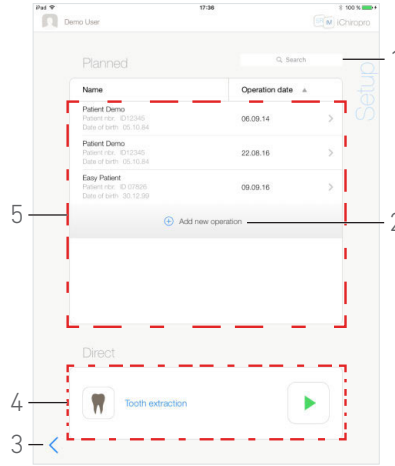 iPad 17:36 100 %
Demo User iChiropro
Planned Search 1
Setup
Name Operation date
Patient Demo
Patient nbr. ID12345 06.09.14
Date of birth 05.10.84
Patient Demo
Patient nbr. ID12345 22.08.16
Date of birth 05.10.84
Easy Patient
Patient nbr. ID 07826 09.09.16
Date of birth 30.12.99
5 Add new operation 2
Direct
4 Tooth extraction
3